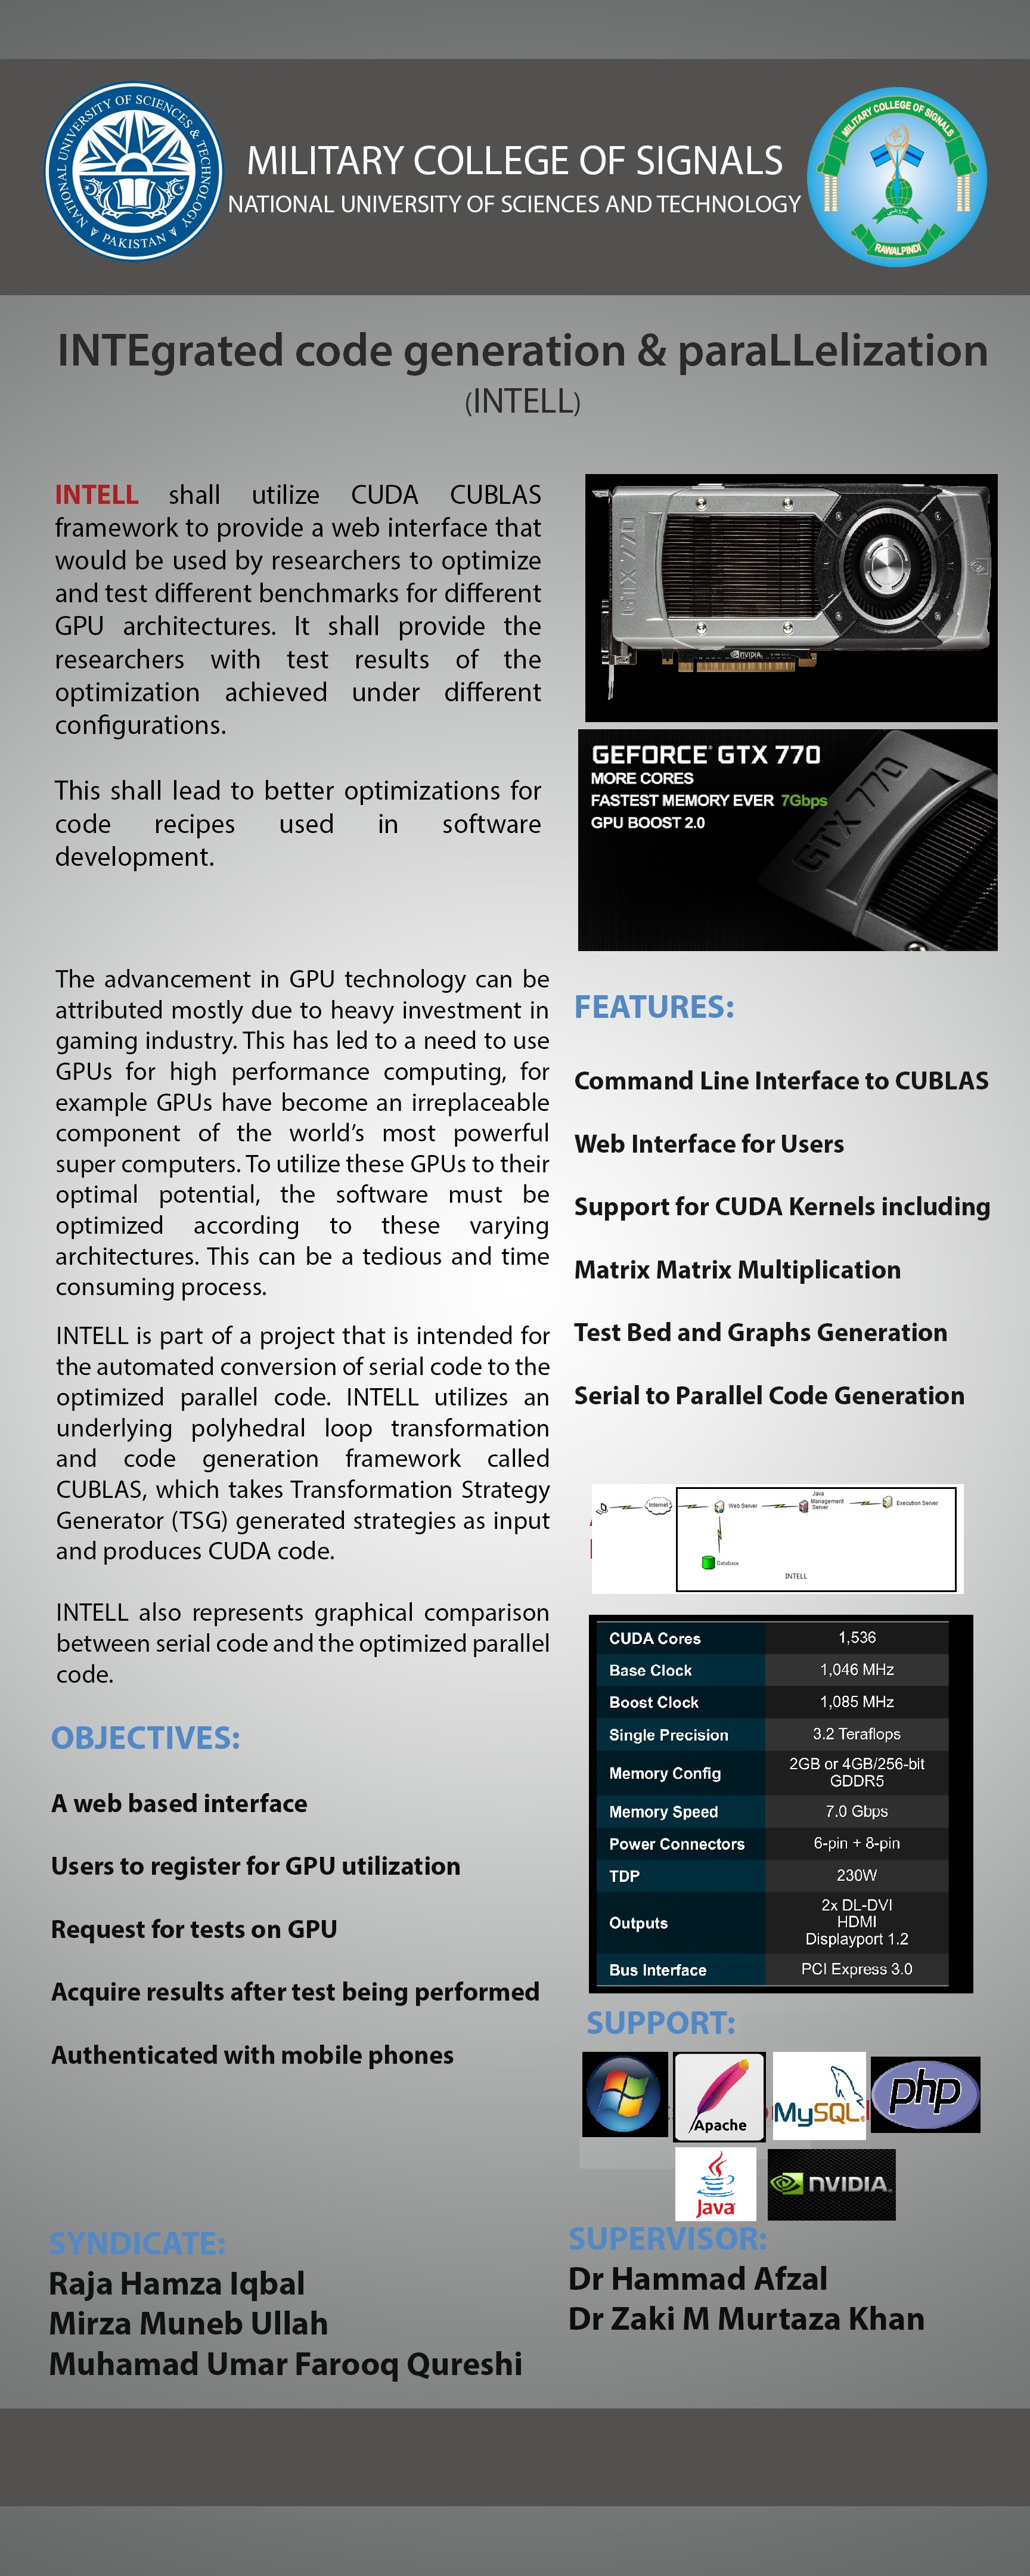 NATIONAL UNIVERSITY OF SCIENCES & TECHNOLOGY
PAKISTAN
MILITARY COLLEGE OF SIGNALS
NATIONAL UNIVERSITY OF SCIENCES AND TECHNOLOGY
MILITARY COLLEGE OF SIGNALS
RAWALPINDI
INTEgrated code generation & paraLLelization
(INTELL)
INTELL shall utilize CUDA CUBLAS
framework to provide a web interface that
would be used by researchers to optimize
and test different benchmarks for different
GPU architectures. It shall provide the
researchers with test results of the
optimization achieved under different
configurations.
This shall lead to better optimizations for
code recipes used in software
development.
GTX 770
NVIDIA.
GEFORCE GTX 770
MORE CORES
FASTEST MEMORY EVER 7Gbps
GPU BOOST 2.0
GTX 770
The advancement in GPU technology can be
attributed mostly due to heavy investment in
gaming industry. This has led to a need to use
GPUs for high performance computing, for
example GPUs have become an irreplaceable
component of the world's most powerful
super computers. To utilize these GPUs to their
optimal potential, the software must be
optimized according to these varying
architectures. This can be a tedious and time
consuming process.
INTELL is part of a project that is intended for
the automated conversion of serial code to the
optimized parallel code. INTELL utilizes an
underlying polyhedral loop transformation
and code generation framework called
CUBLAS, which takes Transformation Strategy
Generator (TSG) generated strategies as input
and produces CUDA code.
INTELL also represents graphical comparison
between serial code and the optimized parallel
code.
OBJECTIVES:
A web based interface
Users to register for GPU utilization
Request for tests on GPU
Acquire results after test being performed
Authenticated with mobile phones
FEATURES:
Command Line Interface to CUBLAS
Web Interface for Users
Support for CUDA Kernels including
Matrix Matrix Multiplication
Test Bed and Graphs Generation
Serial to Parallel Code Generation
Internet
Web Server
Java
Management
Server
Execution Server
Database
INTELL
CUDA Cores 1,536
Base Clock 1,046 MHz
Boost Clock 1,085 MHz
Single Precision 3.2 Teraflops
Memory Config 2GB or 4GB/256-bit
GDDR5
Memory Speed 7.0 Gbps
Power Connectors 6-pin + 8-pin
TDP 230W
Outputs 2x DL-DVI
HDMI
Displayport 1.2
Bus Interface PCI Express 3.0
SUPPORT:
Apache
MySQL
php
Java
NVIDIA.
SYNDICATE:
Raja Hamza Iqbal
Mirza Muneb Ullah
Muhamad Umar Farooq Qureshi
SUPERVISOR:
Dr Hammad Afzal
Dr Zaki M Murtaza Khan